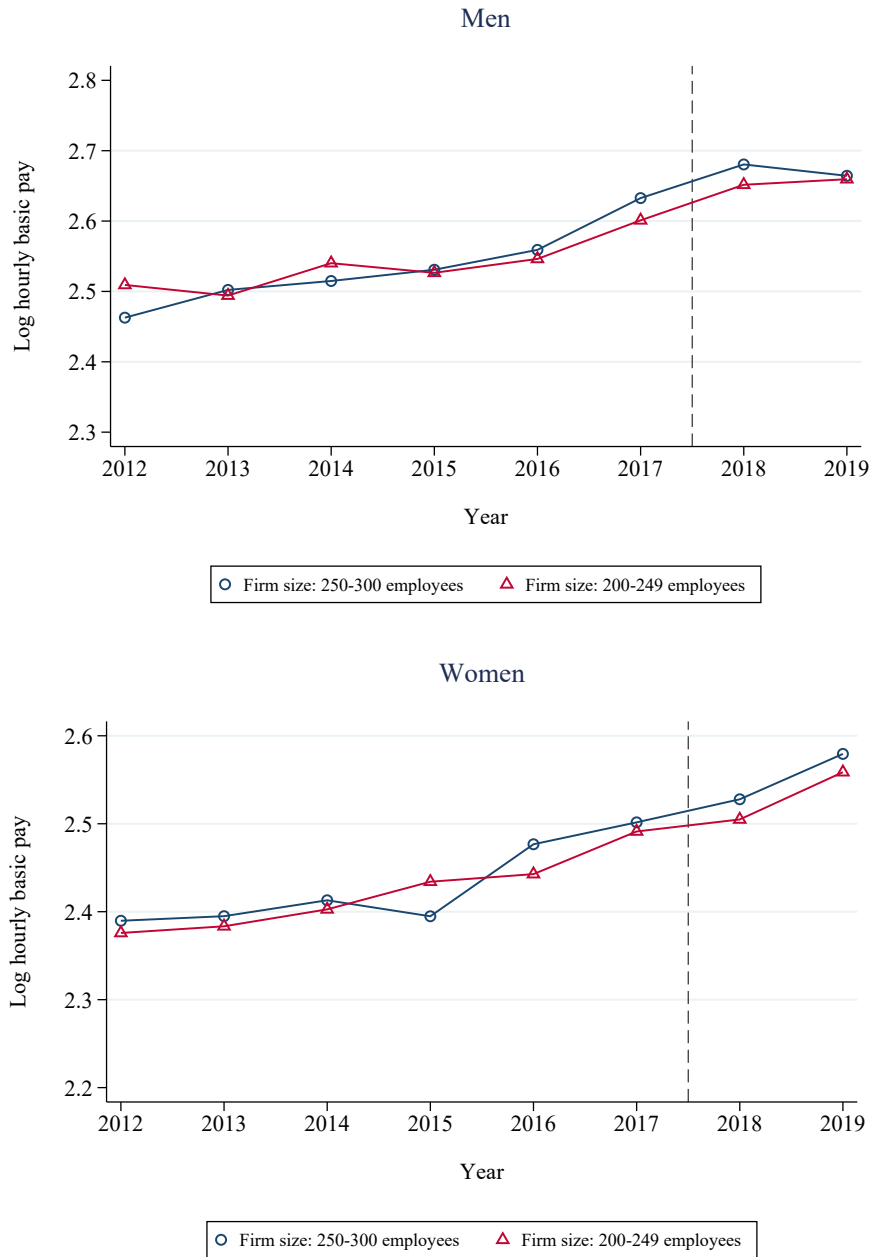 Men
2.8
2.7
2.6
2.5
2.4
2.3
Log hourly basic pay
2012 2013 2014 2015 2016 2017 2018 2019
Year
Firm size: 250-300 employees Firm size: 200-249 employees
Women
2.6
2.5
2.4
2.3
2.2
Log hourly basic pay
2012 2013 2014 2015 2016 2017 2018 2019
Year
Firm size: 250-300 employees Firm size: 200-249 employees